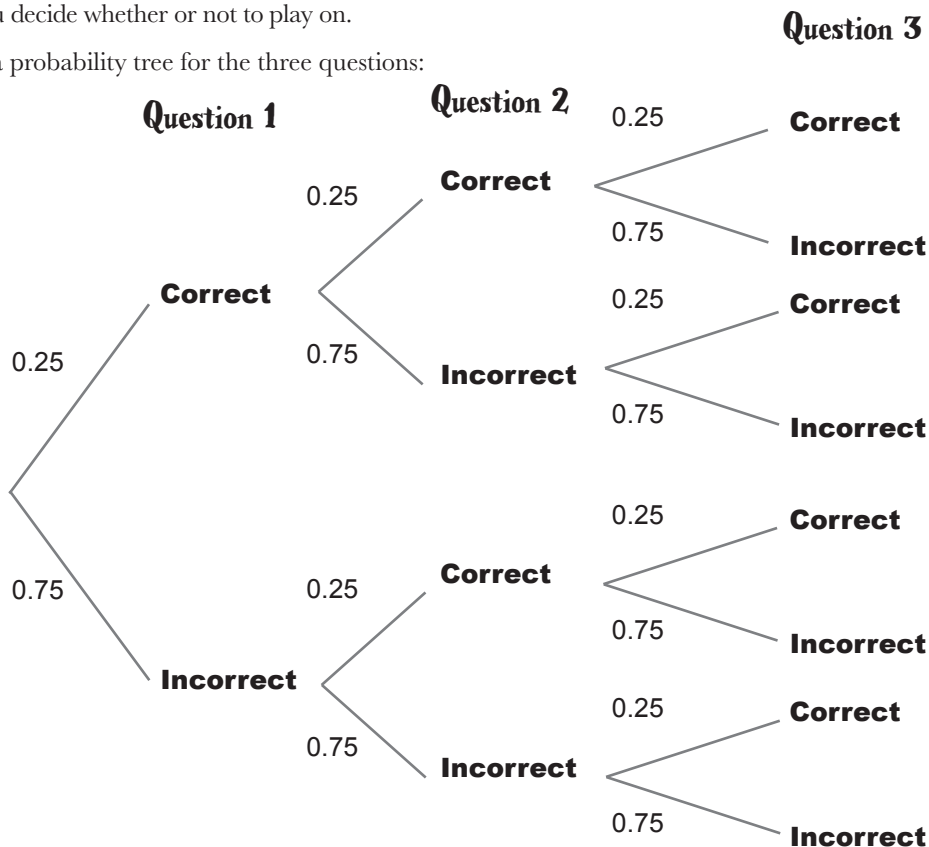 decide whether or not to play on.
probability tree for the three questions:
Question 1
Question 2
Question 3
0.25
Correct
0.25
Correct
0.75
Incorrect
0.25
Correct
0.25
Correct
0.75
Incorrect
0.75
Incorrect
0.75
Incorrect
0.25
Correct
0.25
Correct
0.75
Incorrect
0.75
Incorrect
0.25
Correct
0.75
Incorrect